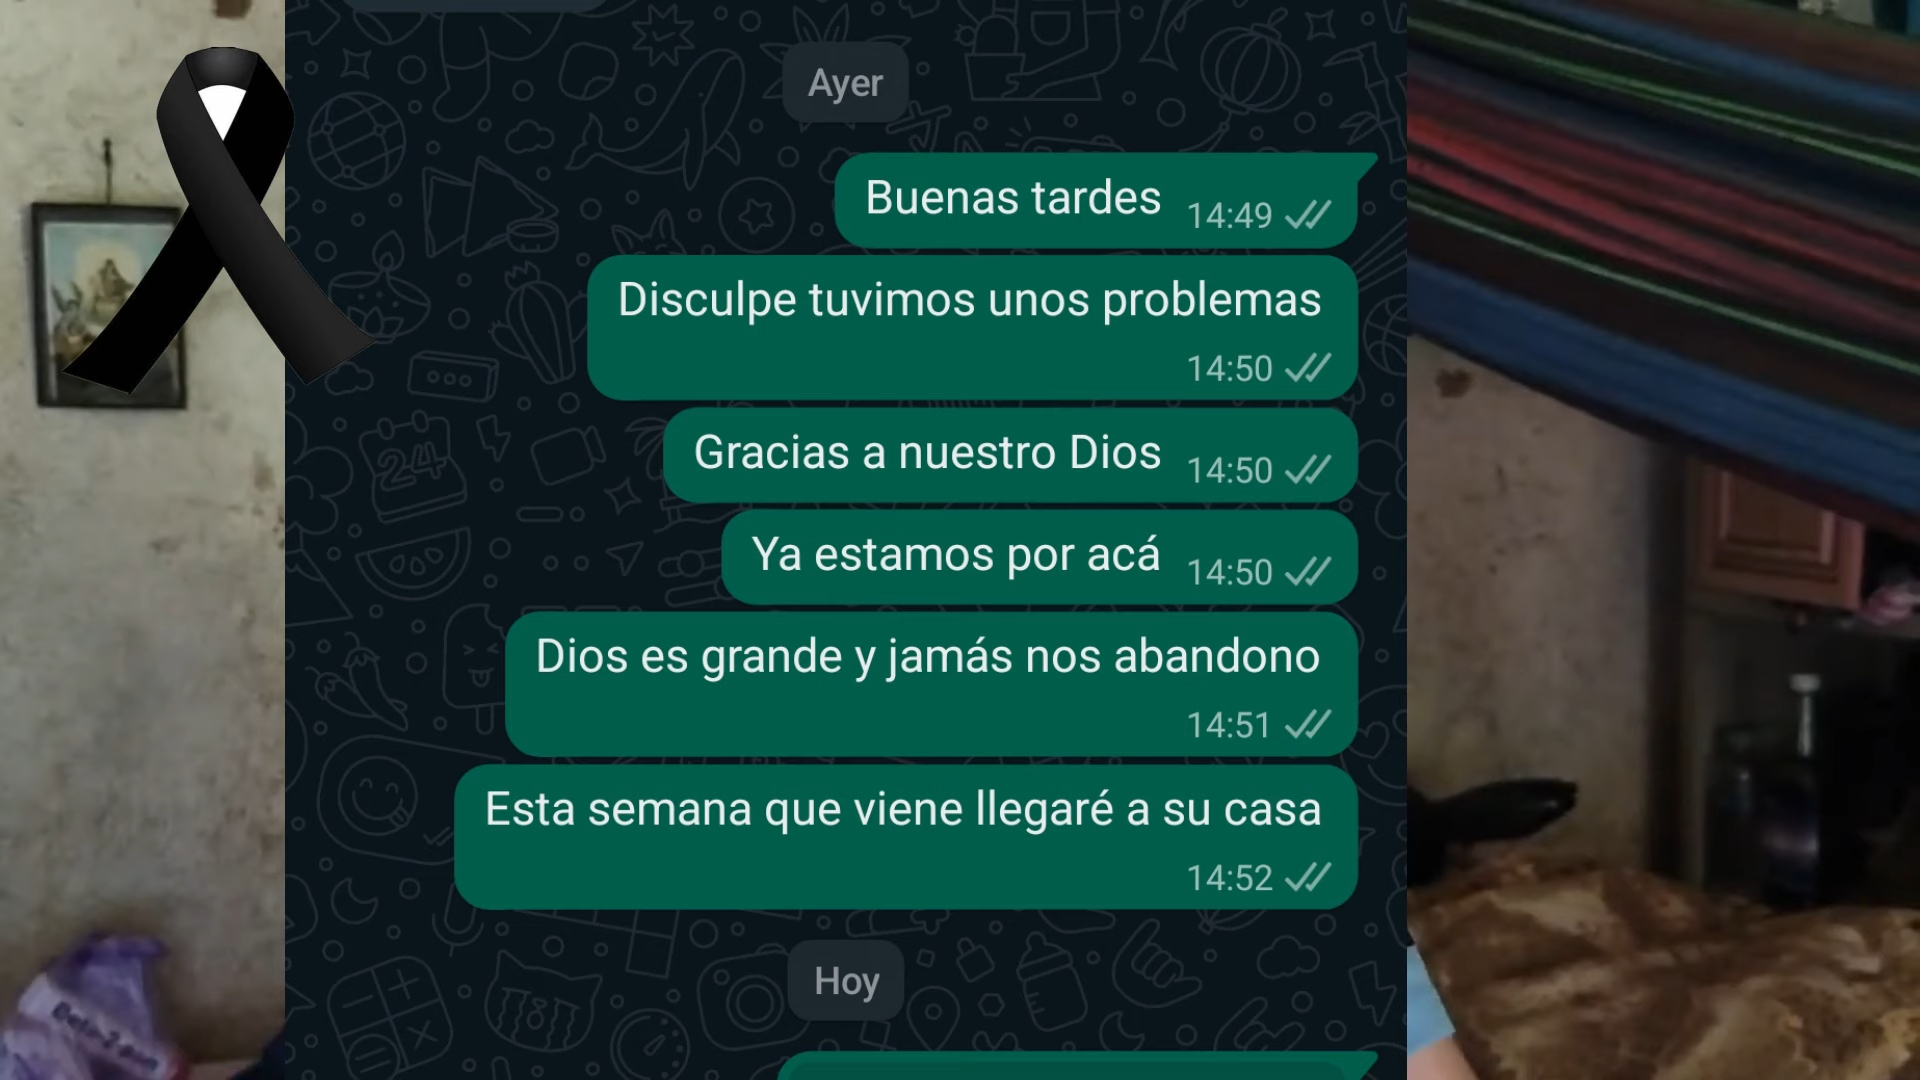 Ayer
Buenas tardes 14:49
Disculpe tuvimos unos problemas
14:50
Gracias a nuestro Dios 14:50
Ya estamos por acá 14:50
Dios es grande y jamás nos abandono
14:51
Esta semana que viene llegaré a su casa
14:52
Hoy